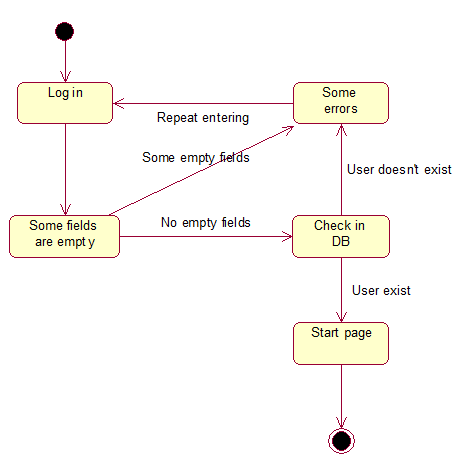 Log in
Some
errors
Repeat entering
Some empty fields
User doesn't exist
Some fields
are empty
No empty fields
Check in
DB
User exist
Start page